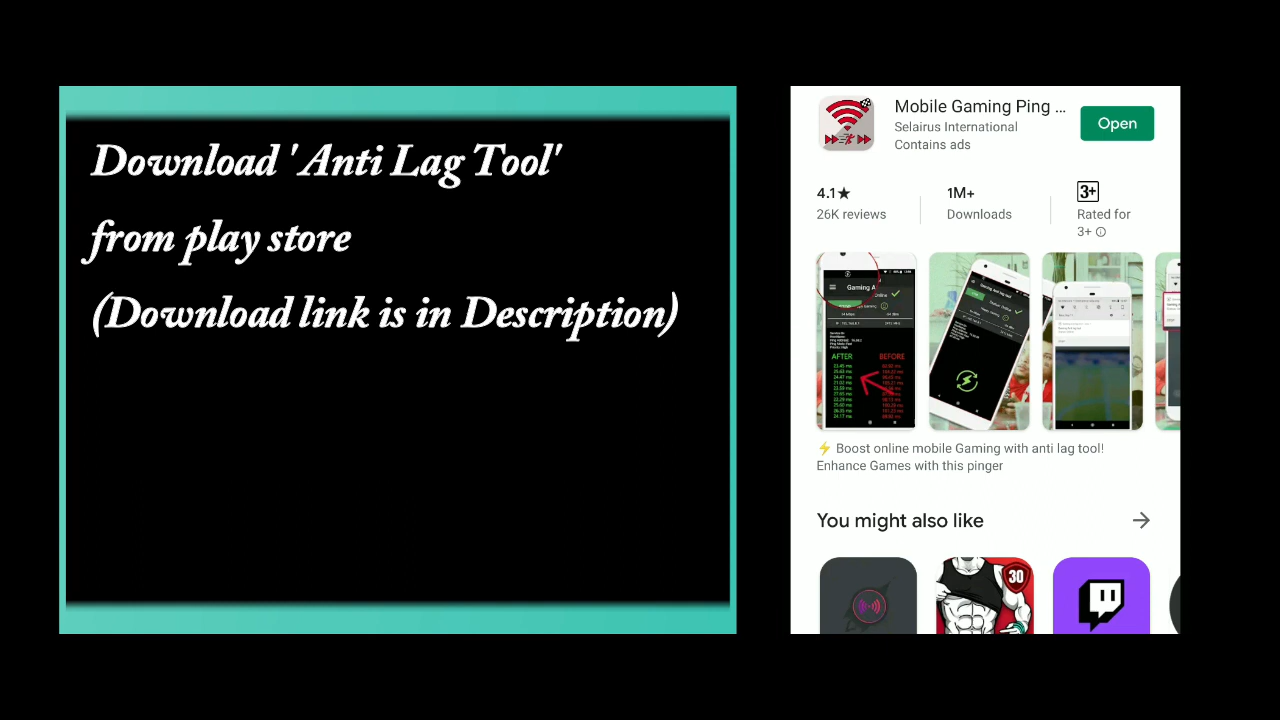 Download 'Anti Lag Tool'
from play store
(Download link is in Description)
Mobile Gaming Ping ...
Selairus International
Contains ads
Open
4.1★
26K reviews
1M+
Downloads
3+
Rated for
3+
AFTER
BEFORE
⚡ Boost online mobile Gaming with anti lag tool!
Enhance Games with this pinger
You might also like
30